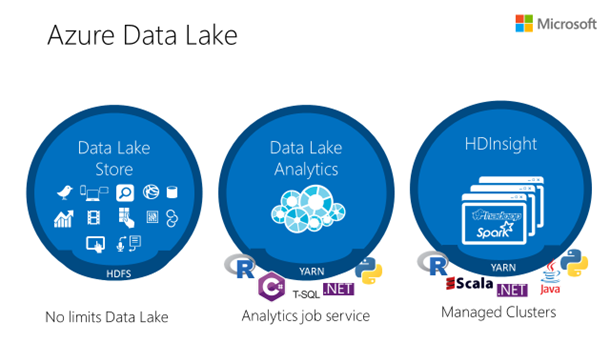 Azure Data Lake
Microsoft
Data Lake
Store
HDFS
No limits Data Lake
Data Lake
Analytics
YARN
R
C#
T-SQL
.NET
Analytics job service
HDInsight
hadoop
Spark
YARN
R
Scala
.NET
Java
Managed Clusters